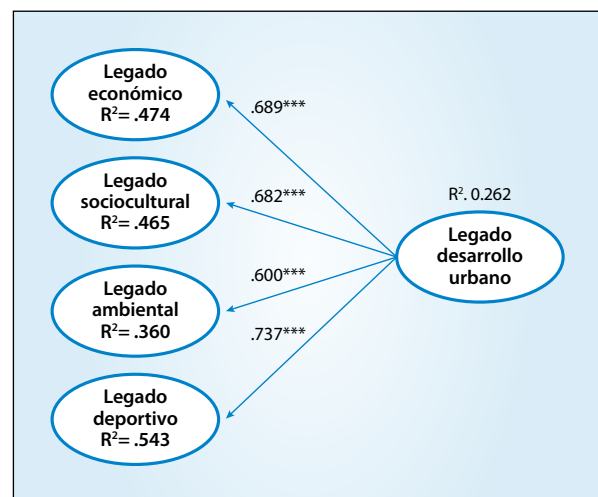 Legado
económico
R²= .474
.689***
Legado
sociocultural
R²= .465
.682***
R². 0.262
Legado
desarrollo
urbano
Legado
ambiental
R²= .360
.600***
.737***
Legado
deportivo
R²= .543